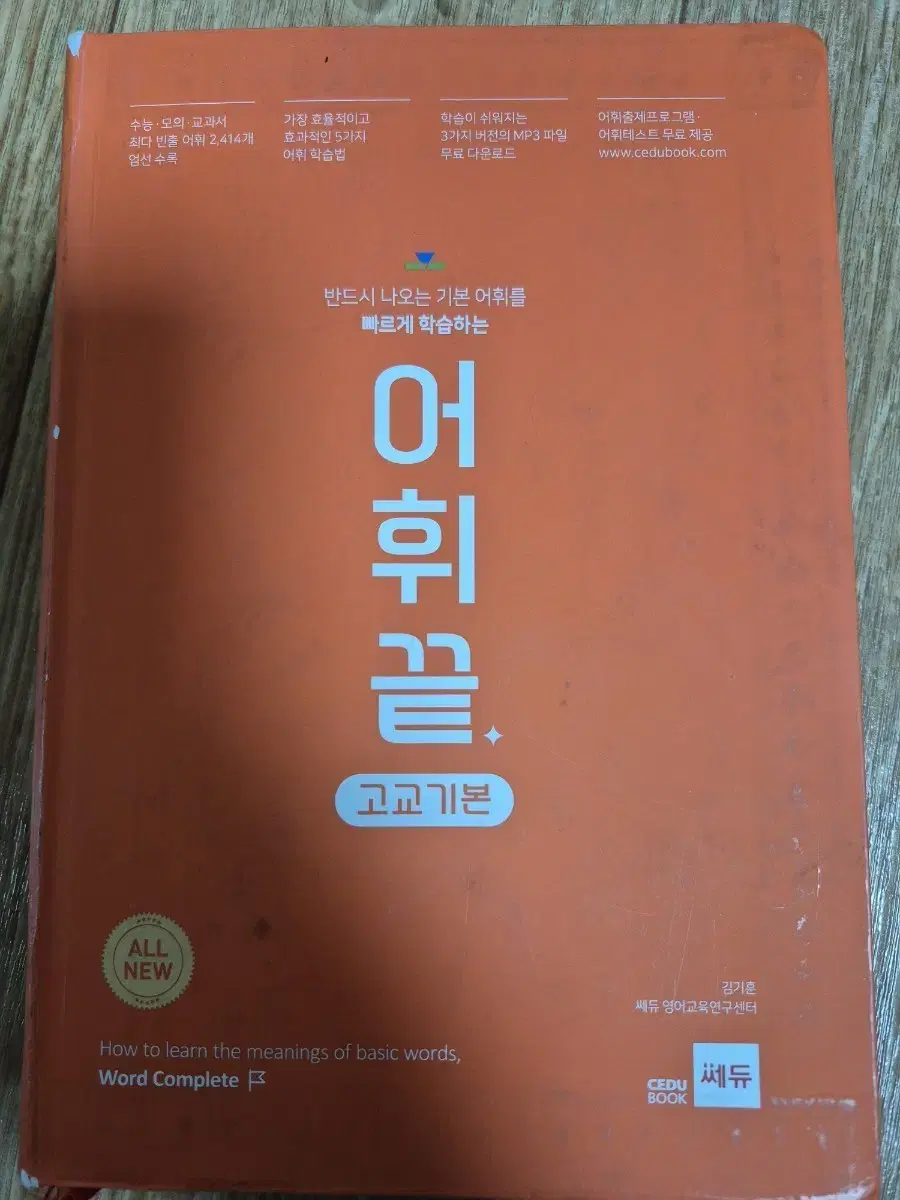 수능·모의·교과서
최다 빈출 어휘 2,414개
엄선 수록
가장 효율적이고
효과적인 5가지
어휘 학습법
학습이 쉬워지는
3가지 버전의 MP3 파일
무료 다운로드
어휘출제프로그램·
어휘테스트 무료 제공
www.cedubook.com
반드시 나오는 기본 어휘를
빠르게 학습하는
어
휘
끝
고교기본
ALL
NEW
김기훈
쎄듀 영어교육연구센터
How to learn the meanings of basic words,
Word Complete
CEDU
BOOK
쎄듀